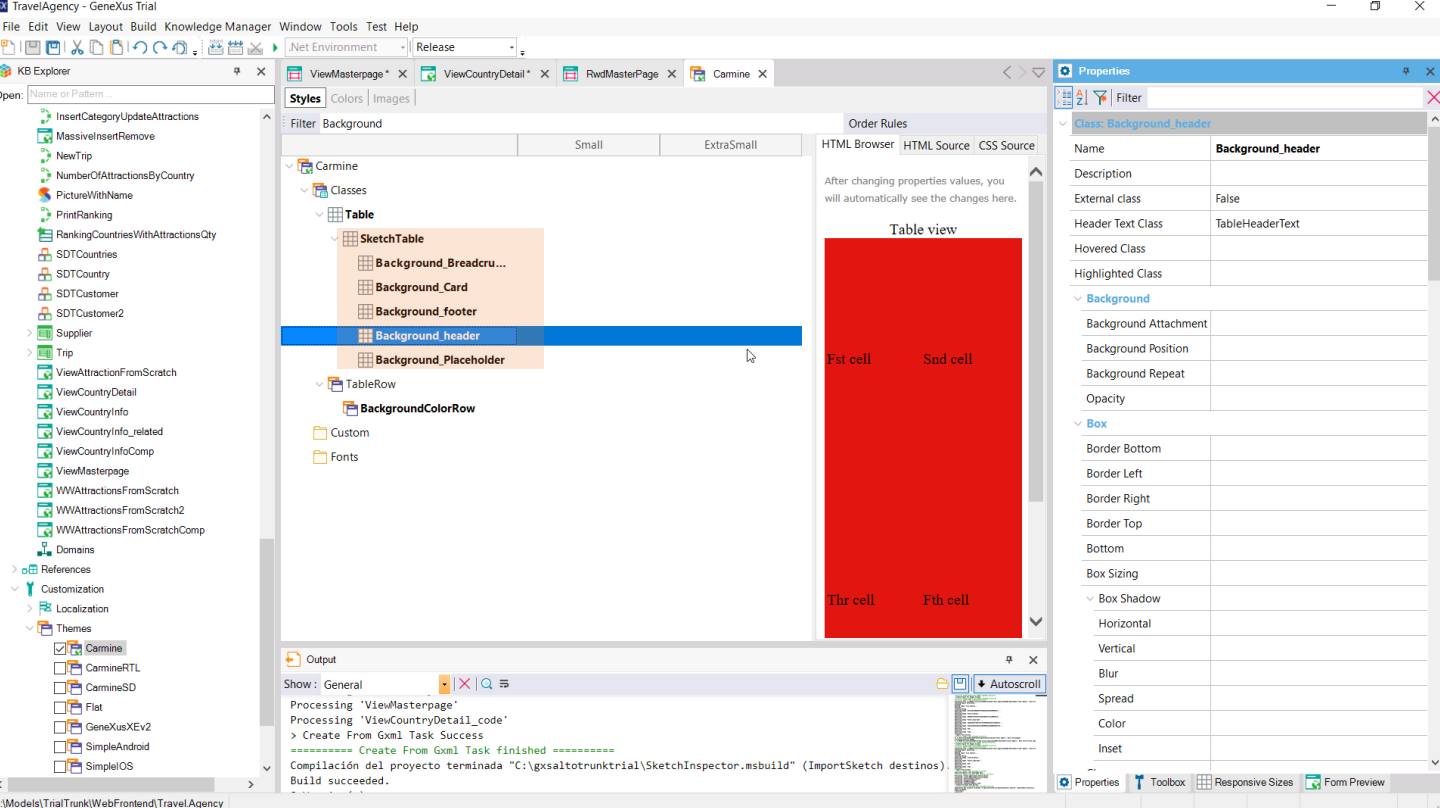 TravelAgency - GeneXus Trial
File Edit View Layout Build Knowledge Manager Window Tools Test Help
.Net Environment Release
KB Explorer
Open: Name or Pattern ...
InsertCategoryUpdateAttractions
MassiveInsertRemove
NewTrip
NumberOfAttractionsByCountry
PictureWithName
PrintRanking
RankingCountriesWithAttractionsQty
SDTCountries
SDTCountry
SDTCustomer
SDTCustomer2
Supplier
Trip
ViewAttractionFromScratch
ViewCountryDetail
ViewCountryInfo
ViewCountryInfo_related
ViewCountryInfoComp
ViewMasterpage
WWAttractionsFromScratch
WWAttractionsFromScratch2
WWAttractionsFromScratchComp
Domains
References
Customization
Localization
Themes
Carmine
CarmineRTL
CarmineSD
Flat
GeneXusXEv2
SimpleAndroid
SimpleIOS
ViewMasterpage * ViewCountryDetail * RwdMasterPage Carmine
Styles Colors Images
Filter Background Order Rules
Small ExtraSmall
Carmine
Classes
Table
SketchTable
Background_Breadcru...
Background_Card
Background_footer
Background_header
Background_Placeholder
TableRow
BackgroundColorRow
Custom
Fonts
HTML Browser HTML Source CSS Source
After changing properties values, you
will automatically see the changes here.
Table view
Fst cell Snd cell
Thr cell Fth cell
Output
Show : General Autoscroll
Processing 'ViewMasterpage'
Processing 'ViewCountryDetail_code'
> Create From Gxml Task Success
========== Create From Gxml Task finished ==========
Compilación del proyecto terminada "C:\gxsaltotrunktrial\SketchInspector.msbuild" (ImportSketch destinos).
Build succeeded.
Properties
Filter
Class: Background_header
Name Background_header
Description
External class False
Header Text Class TableHeaderText
Hovered Class
Highlighted Class
Background
Background Attachment
Background Position
Background Repeat
Opacity
Box
Border Bottom
Border Left
Border Right
Border Top
Bottom
Box Sizing
Box Shadow
Horizontal
Vertical
Blur
Spread
Color
Inset
Properties Toolbox Responsive Sizes Form Preview
:\Models\TrialTrunk\WebFrontend\Travel.Agency